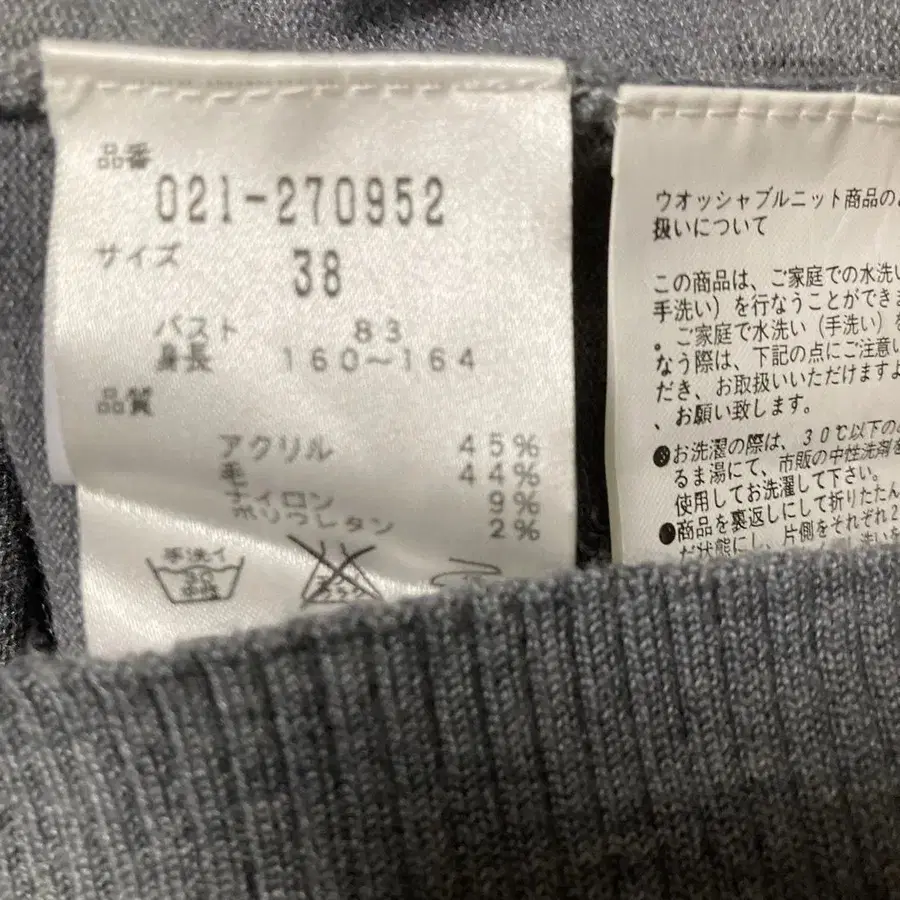 品番
021-270952
サイズ
38
バスト 83
身長 160～164
品質
アクリル 45%
毛 44%
ナイロン 9%
ポリウレタン 2%
手洗イ
ウオッシャブルニット商品のお
扱いについて
この商品は、ご家庭での水洗い
手洗い）を行なうことができま
。ご家庭で水洗い（手洗い）を
なう際は、下記の点にご注意い
だき、お取扱いいただけますよ
、お願い致します。
●お洗濯の際は、30℃以下のぬ
るま湯にて、市販の中性洗剤を
使用してお洗濯して下さい。
●商品を裏返しにして折りたたん
だ状態にし、片側をそれぞれ2